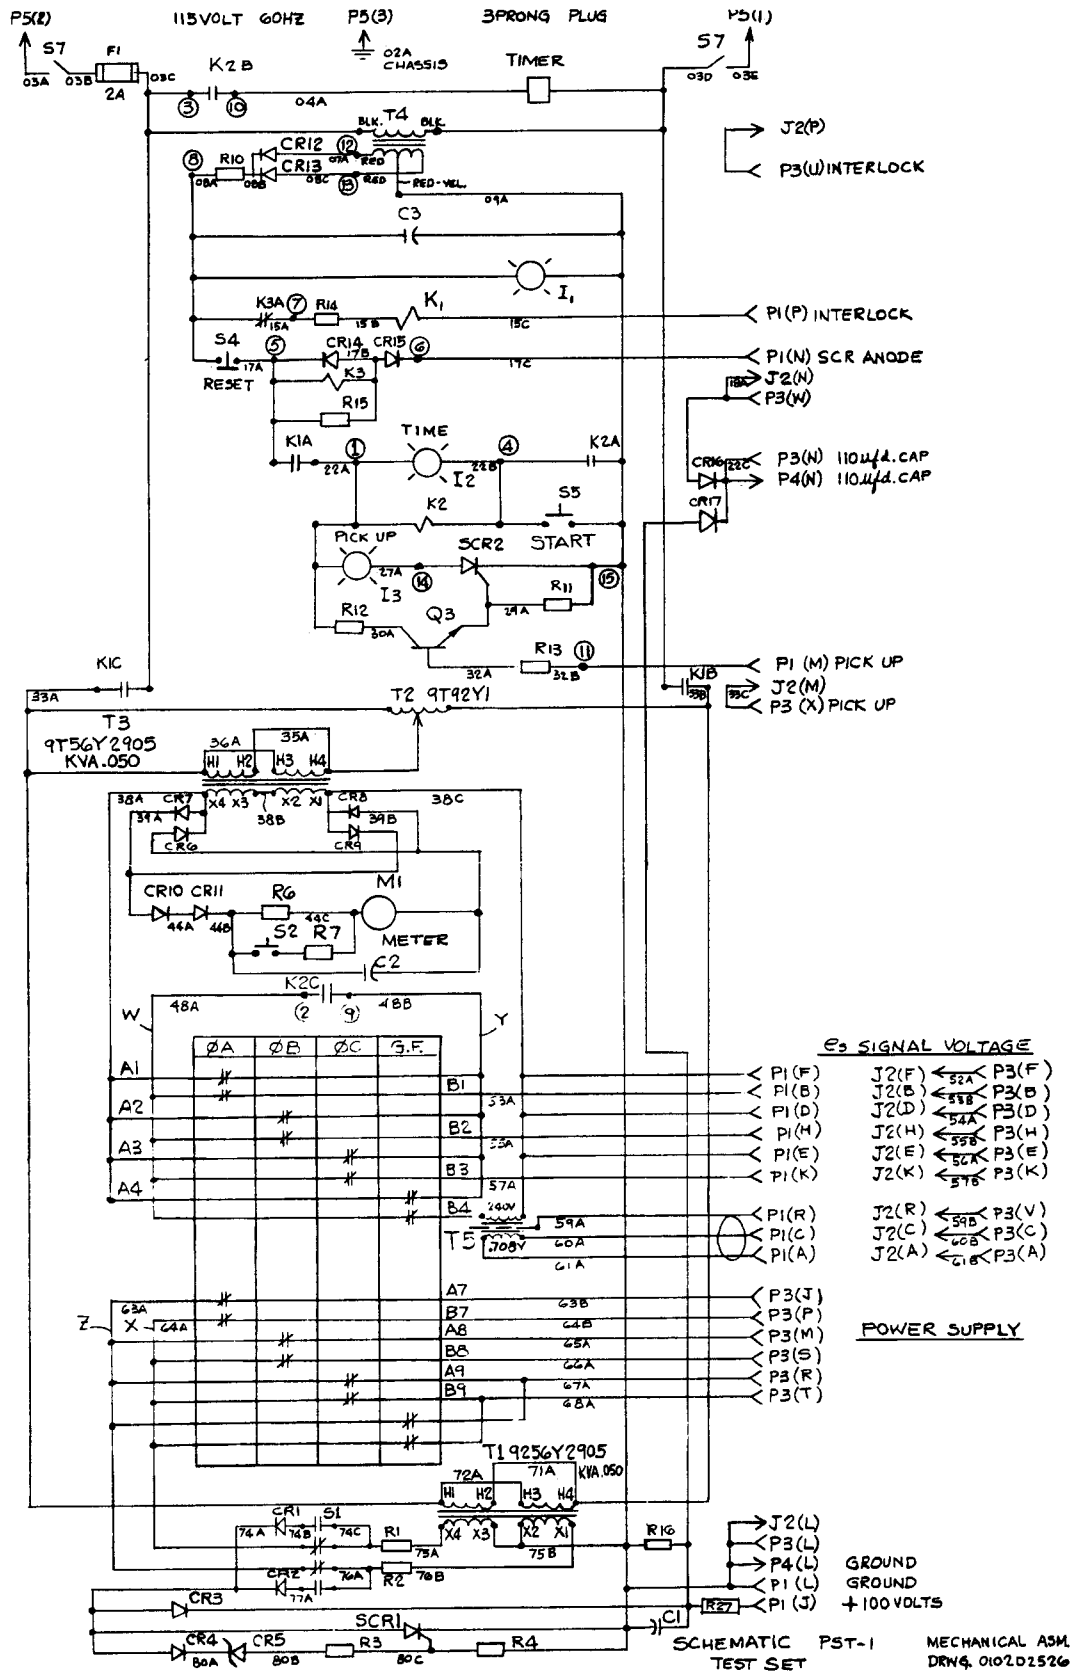 P5(2) 115VOLT 60HZ P5(3) 3PRONG PLUG P5(1)
S7 F1 02A CHASSIS S7
K2B TIMER
03A 03B 03C 03D 03E
2A 3 10 04A
BLK. T4 BLK. J2(P)
CR12 12
07A RED
8 R10 CR13 P3(U) INTERLOCK
08A 08B 08C 13 RED RED-YEL.
09A
C3
I1
K3A 7 R14 K1
15A 15B 15C P1(P) INTERLOCK
S4 5 CR14 CR15 6
17A 17B 17C P1(N) SCR ANODE
RESET K3 18A J2(N)
P3(W)
R15
K1A 1 TIME 4 K2A
22A I2 22B CR16 22C P3(N) 110µfd.CAP
P4(N) 110µfd.CAP
S5 CR17
K2
PICK UP SCR2 START
27A 14 15
I3 R11
R12 Q3 29A
30A R13 11
32A 32B P1(M) PICK UP
K1C K1B J2(M)
33A T2 9T92Y1 33B 33C P3(X) PICK UP
T3
9T56Y2905
KVA.050
36A 35A
H1 H2 H3 H4
38A CR7 X4 X3 X2 X1 CR8 38C
39A 38B 39B
CR6 CR9
CR10 CR11 R6 M1
44A 44B 44C
S2 R7 METER
C2
K2C
W 48A 2 9 48B Y
ØA ØB ØC G.F. es SIGNAL VOLTAGE
A1 P1(F) J2(F) 52A P3(F)
B1 P1(B) J2(B) 53B P3(B)
A2 53A P1(D) J2(D) 54A P3(D)
B2 P1(H) J2(H) 55B P3(H)
A3 55A P1(E) J2(E) 56A P3(E)
B3 P1(K) J2(K) 57B P3(K)
A4 57A
B4 240V P1(R) J2(R) 59B P3(V)
59A
T5 .708V 60A P1(C) J2(C) 60B P3(C)
61A P1(A) J2(A) 61B P3(A)
A7 63B P3(J)
63A B7 64B P3(P)
Z X 64A A8 65A P3(M) POWER SUPPLY
B8 66A P3(S)
A9 67A P3(R)
B9 68A P3(T)
T1 9256Y2905
72A 71A KVA.050
H1 H2 H3 H4
CR1 S1
74A 74B 74C R1 X4 X3 X2 X1 R16 J2(L)
75A 75B P3(L)
CR2 76A R2 76B P4(L) GROUND
77A P1(L) GROUND
CR3 R27 P1(J) +100 VOLTS
SCR1 C1
CR4 CR5 R3 R4
80A 80B 80C
SCHEMATIC PST-1 MECHANICAL ASM.
TEST SET DRWG. 0102D2526